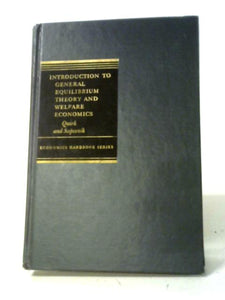 INTRODUCTION TO
GENERAL
EQUILIBRIUM
THEORY AND
WELFARE
ECONOMICS
Quirk
and Saposnik
ECONOMICS HANDBOOK SERIES